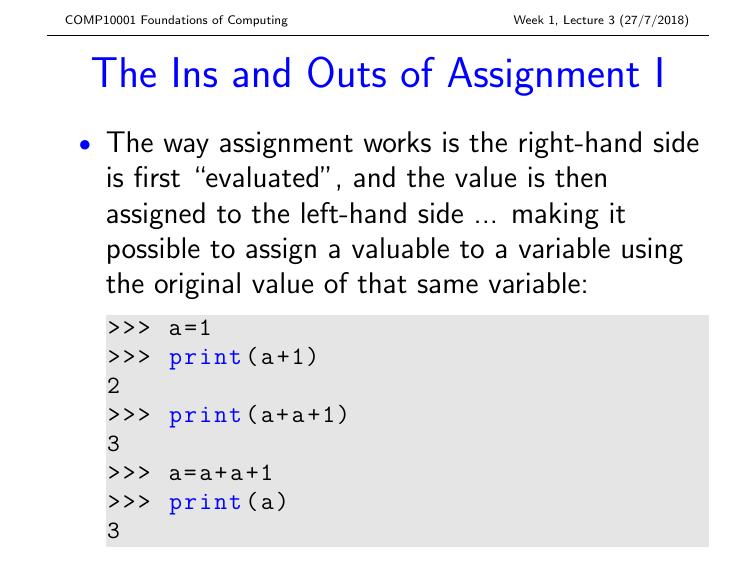 COMP10001 Foundations of Computing Week 1, Lecture 3 (27/7/2018)
The Ins and Outs of Assignment I
• The way assignment works is the right-hand side
is first “evaluated”, and the value is then
assigned to the left-hand side ... making it
possible to assign a valuable to a variable using
the original value of that same variable:
>>> a=1
>>> print(a+1)
2
>>> print(a+a+1)
3
>>> a=a+a+1
>>> print(a)
3